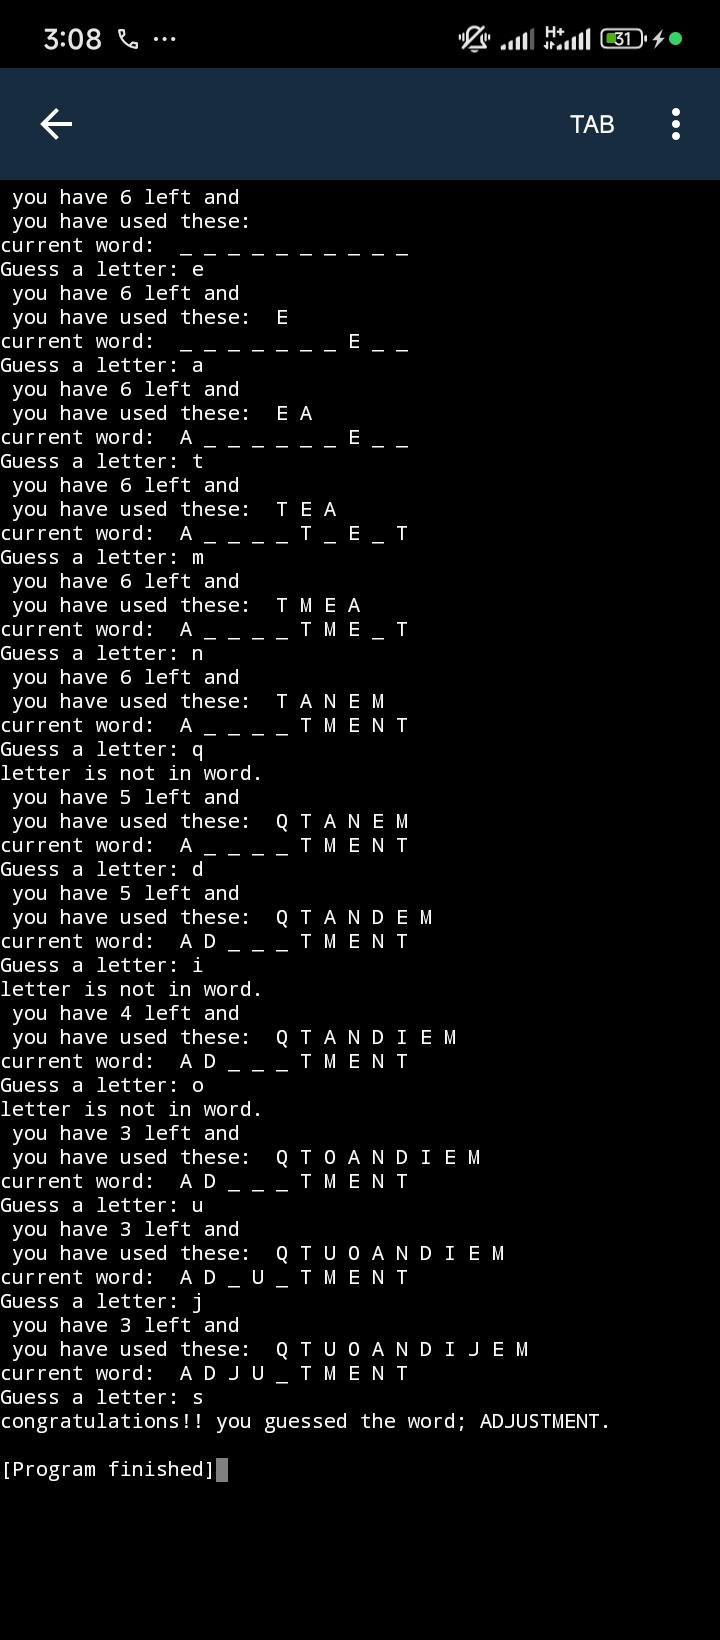 3:08 ...
H+
31
TAB
you have 6 left and
you have used these:
current word:  _ _ _ _ _ _ _ _ _ _
Guess a letter: e
you have 6 left and
you have used these:  E
current word:  _ _ _ _ _ _ _ E _ _
Guess a letter: a
you have 6 left and
you have used these:  E A
current word:  A _ _ _ _ _ _ E _ _
Guess a letter: t
you have 6 left and
you have used these:  T E A
current word:  A _ _ _ _ T _ E _ T
Guess a letter: m
you have 6 left and
you have used these:  T M E A
current word:  A _ _ _ _ T M E _ T
Guess a letter: n
you have 6 left and
you have used these:  T A N E M
current word:  A _ _ _ _ T M E N T
Guess a letter: q
letter is not in word.
you have 5 left and
you have used these:  Q T A N E M
current word:  A _ _ _ _ T M E N T
Guess a letter: d
you have 5 left and
you have used these:  Q T A N D E M
current word:  A D _ _ _ T M E N T
Guess a letter: i
letter is not in word.
you have 4 left and
you have used these:  Q T A N D I E M
current word:  A D _ _ _ T M E N T
Guess a letter: o
letter is not in word.
you have 3 left and
you have used these:  Q T O A N D I E M
current word:  A D _ _ _ T M E N T
Guess a letter: u
you have 3 left and
you have used these:  Q T U O A N D I E M
current word:  A D _ U _ T M E N T
Guess a letter: j
you have 3 left and
you have used these:  Q T U O A N D I J E M
current word:  A D J U _ T M E N T
Guess a letter: s
congratulations!! you guessed the word; ADJUSTMENT.
[Program finished]